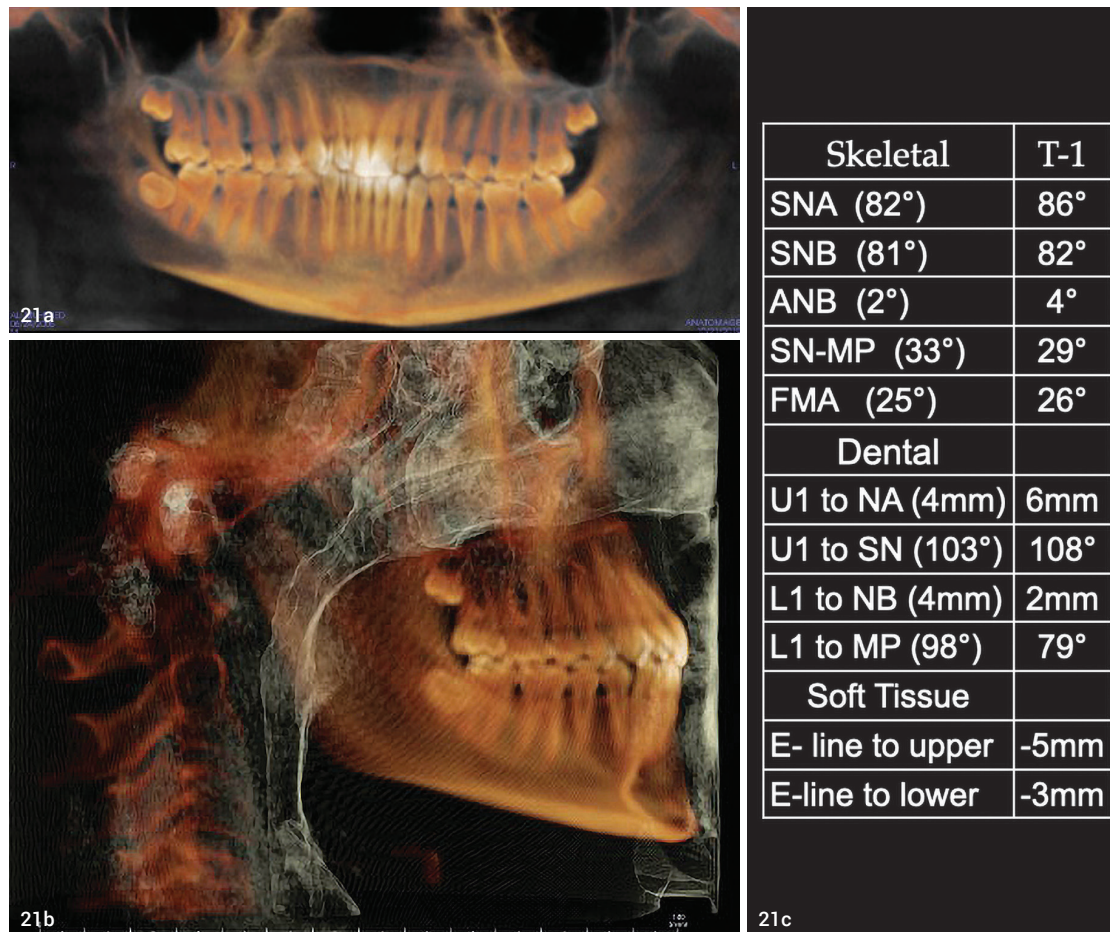 R
L
21a
ANATOMAGE
21b
Skeletal T-1
SNA (82°) 86°
SNB (81°) 82°
ANB (2°) 4°
SN-MP (33°) 29°
FMA (25°) 26°
Dental
U1 to NA (4mm) 6mm
U1 to SN (103°) 108°
L1 to NB (4mm) 2mm
L1 to MP (98°) 79°
Soft Tissue
E- line to upper -5mm
E-line to lower -3mm
21c